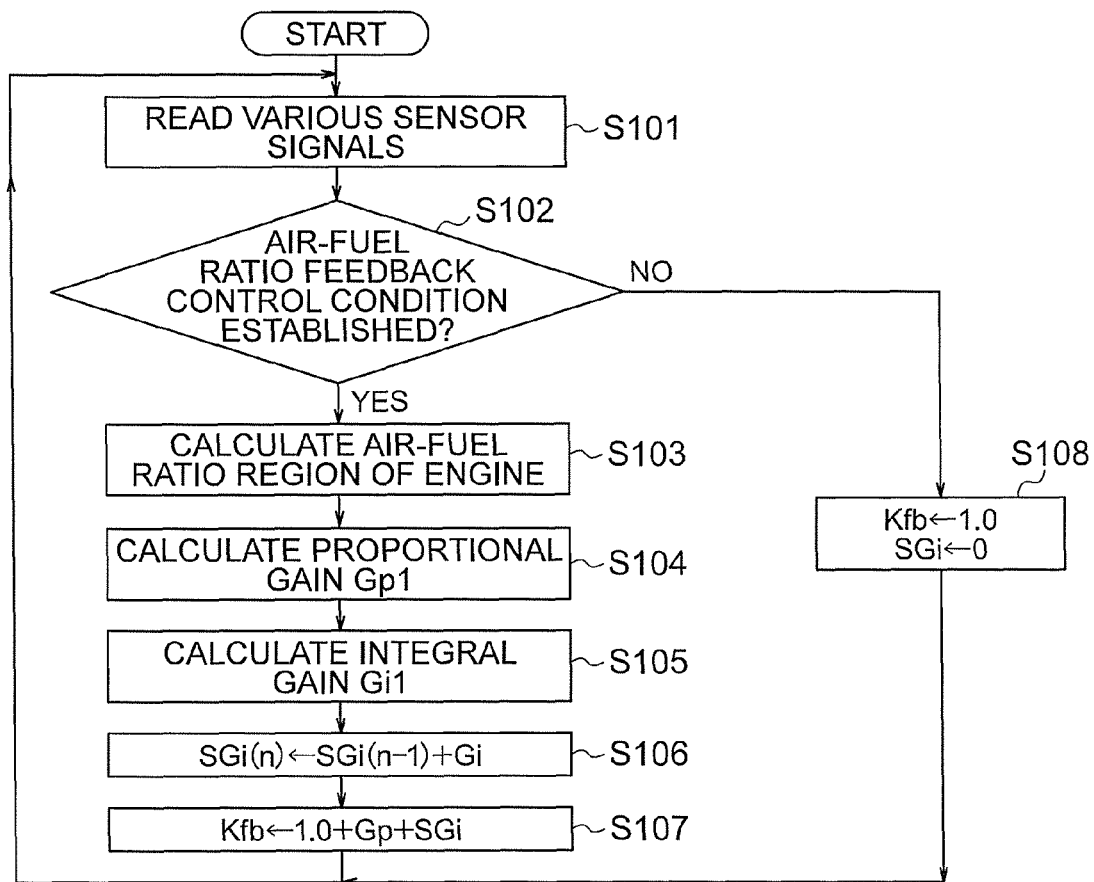 START
READ VARIOUS SENSOR
SIGNALS
S101
S102
AIR-FUEL
RATIO FEEDBACK
CONTROL CONDITION
ESTABLISHED?
NO
YES
CALCULATE AIR-FUEL
RATIO REGION OF ENGINE
S103
S108
Kfb←1.0
SGi←0
CALCULATE PROPORTIONAL
GAIN Gp1
S104
CALCULATE INTEGRAL
GAIN Gi1
S105
SGi(n)←SGi(n-1)+Gi
S106
Kfb←1.0+Gp+SGi
S107